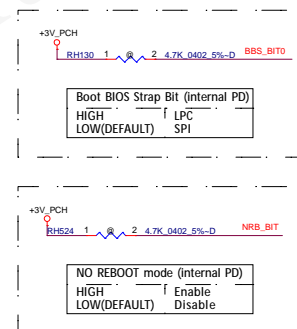 +3V_PCH
RH130 1 @ 2 4.7K_0402_5%~D BBS_BIT0
Boot BIOS Strap Bit (internal PD)
HIGH LPC
LOW(DEFAULT) SPI
+3V_PCH
RH524 1 @ 2 4.7K_0402_5%~D NRB_BIT
NO REBOOT mode (internal PD)
HIGH Enable
LOW(DEFAULT) Disable